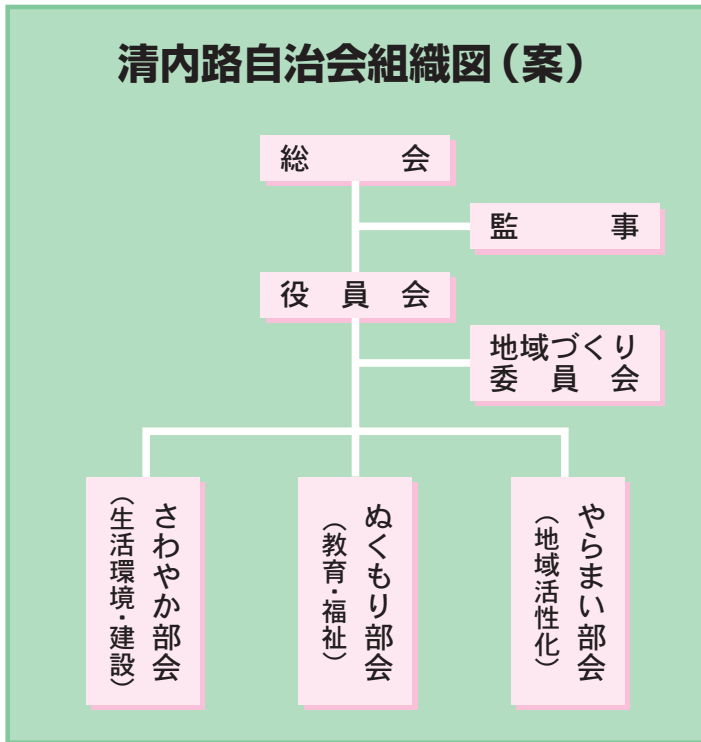 清内路自治会組織図（案）
総会
監事
役員会
地域づくり
委員会
さわやか部会
（生活環境・建設）
ぬくもり部会
（教育・福祉）
やらまい部会
（地域活性化）